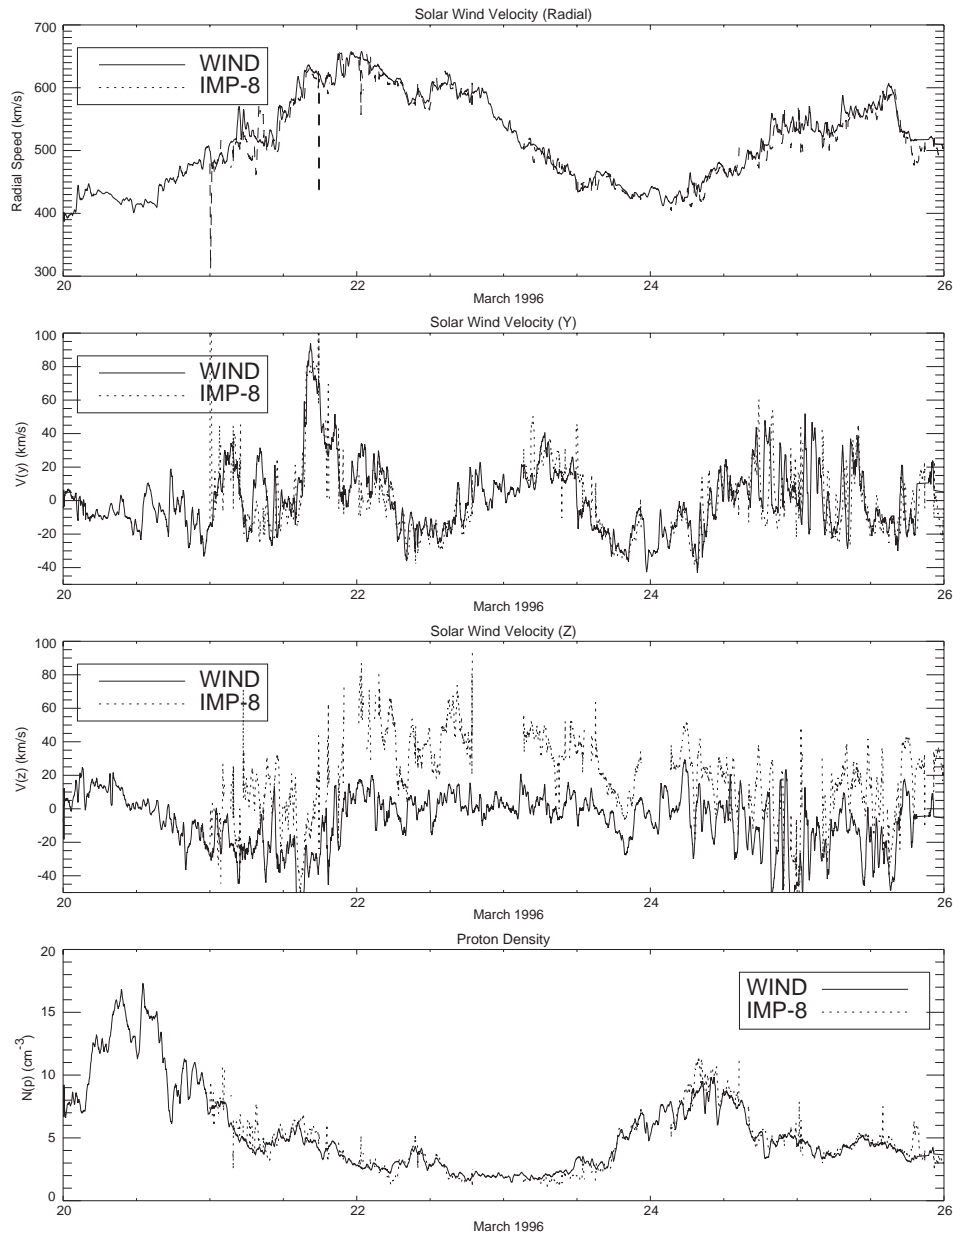 Solar Wind Velocity (Radial)
700
600
500
400
300
Radial Speed (km/s)
WIND
IMP-8
20 22 24 26
March 1996
Solar Wind Velocity (Y)
100
80
60
40
20
0
-20
-40
V(y) (km/s)
WIND
IMP-8
20 22 24 26
March 1996
Solar Wind Velocity (Z)
100
80
60
40
20
0
-20
-40
V(z) (km/s)
WIND
IMP-8
20 22 24 26
March 1996
Proton Density
20
15
10
5
0
N(p) (cm-3)
WIND
IMP-8
20 22 24 26
March 1996